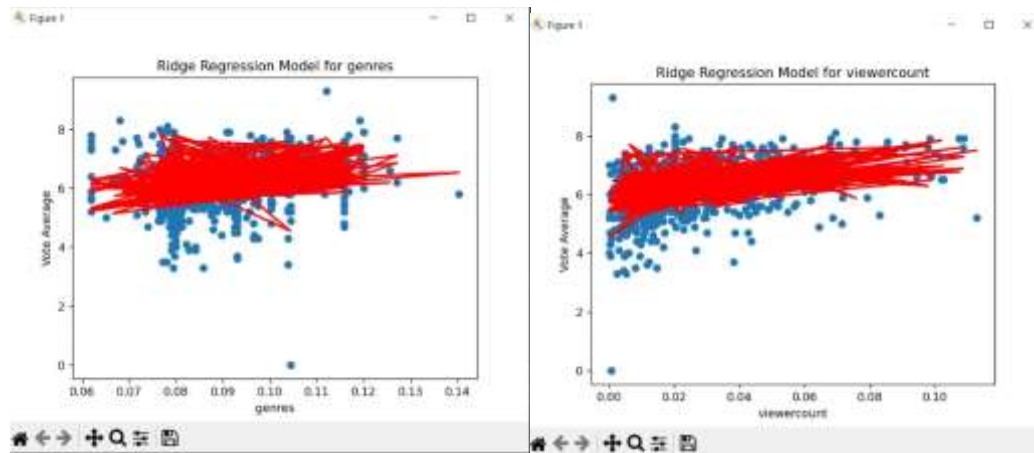 Figure 1
Ridge Regression Model for genres
Vote Average
8
6
4
2
0
0.06 0.07 0.08 0.09 0.10 0.11 0.12 0.13 0.14
genres
Figure 1
Ridge Regression Model for viewercount
Vote Average
8
6
4
2
0
0.00 0.02 0.04 0.06 0.08 0.10
viewercount